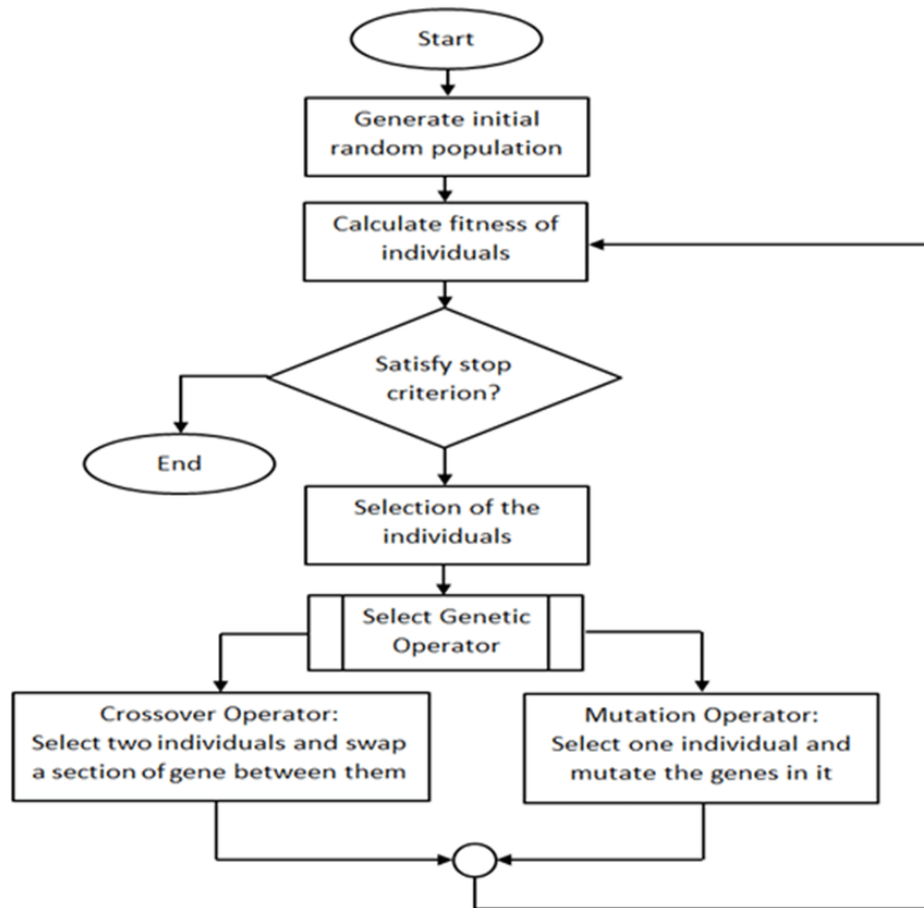 Start
Generate initial
random population
Calculate fitness of
individuals
Satisfy stop
criterion?
End
Selection of the
individuals
Select Genetic
Operator
Crossover Operator:
Select two individuals and swap
a section of gene between them
Mutation Operator:
Select one individual and
mutate the genes in it